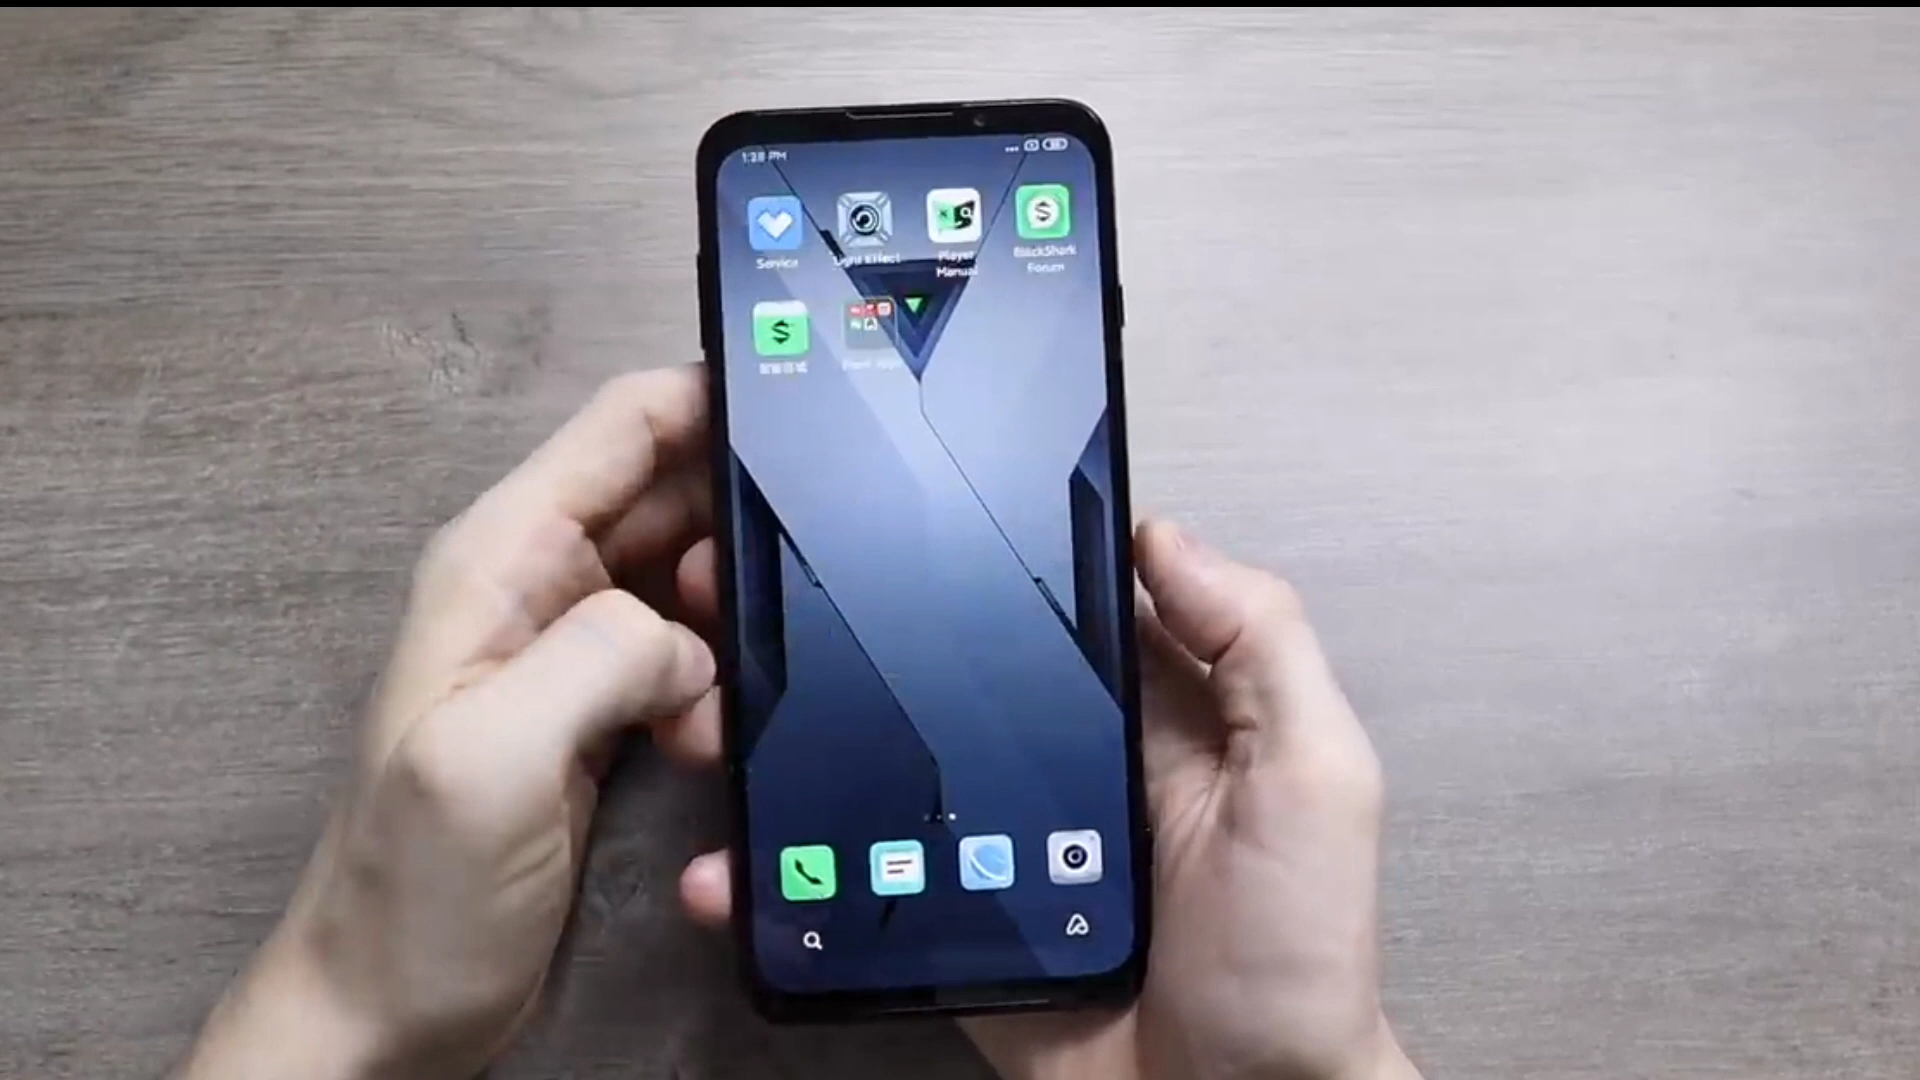 1:28 PM
Service
Light Effect
Player
Manual
BlackShark
Forum